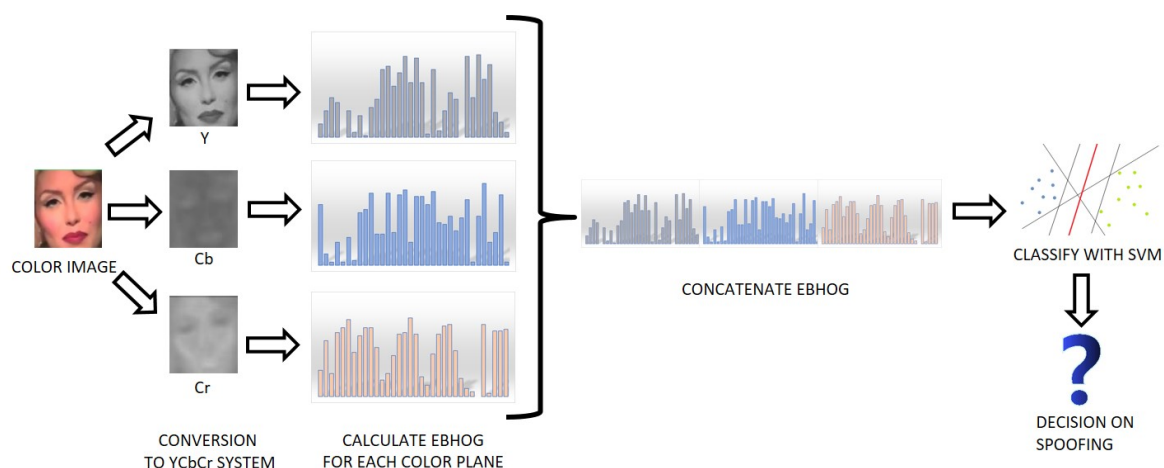 Y
COLOR IMAGE
Cb
Cr
CONVERSION
TO YCbCr SYSTEM
CALCULATE EBHOG
FOR EACH COLOR PLANE
CONCATENATE EBHOG
CLASSIFY WITH SVM
?
DECISION ON
SPOOFING